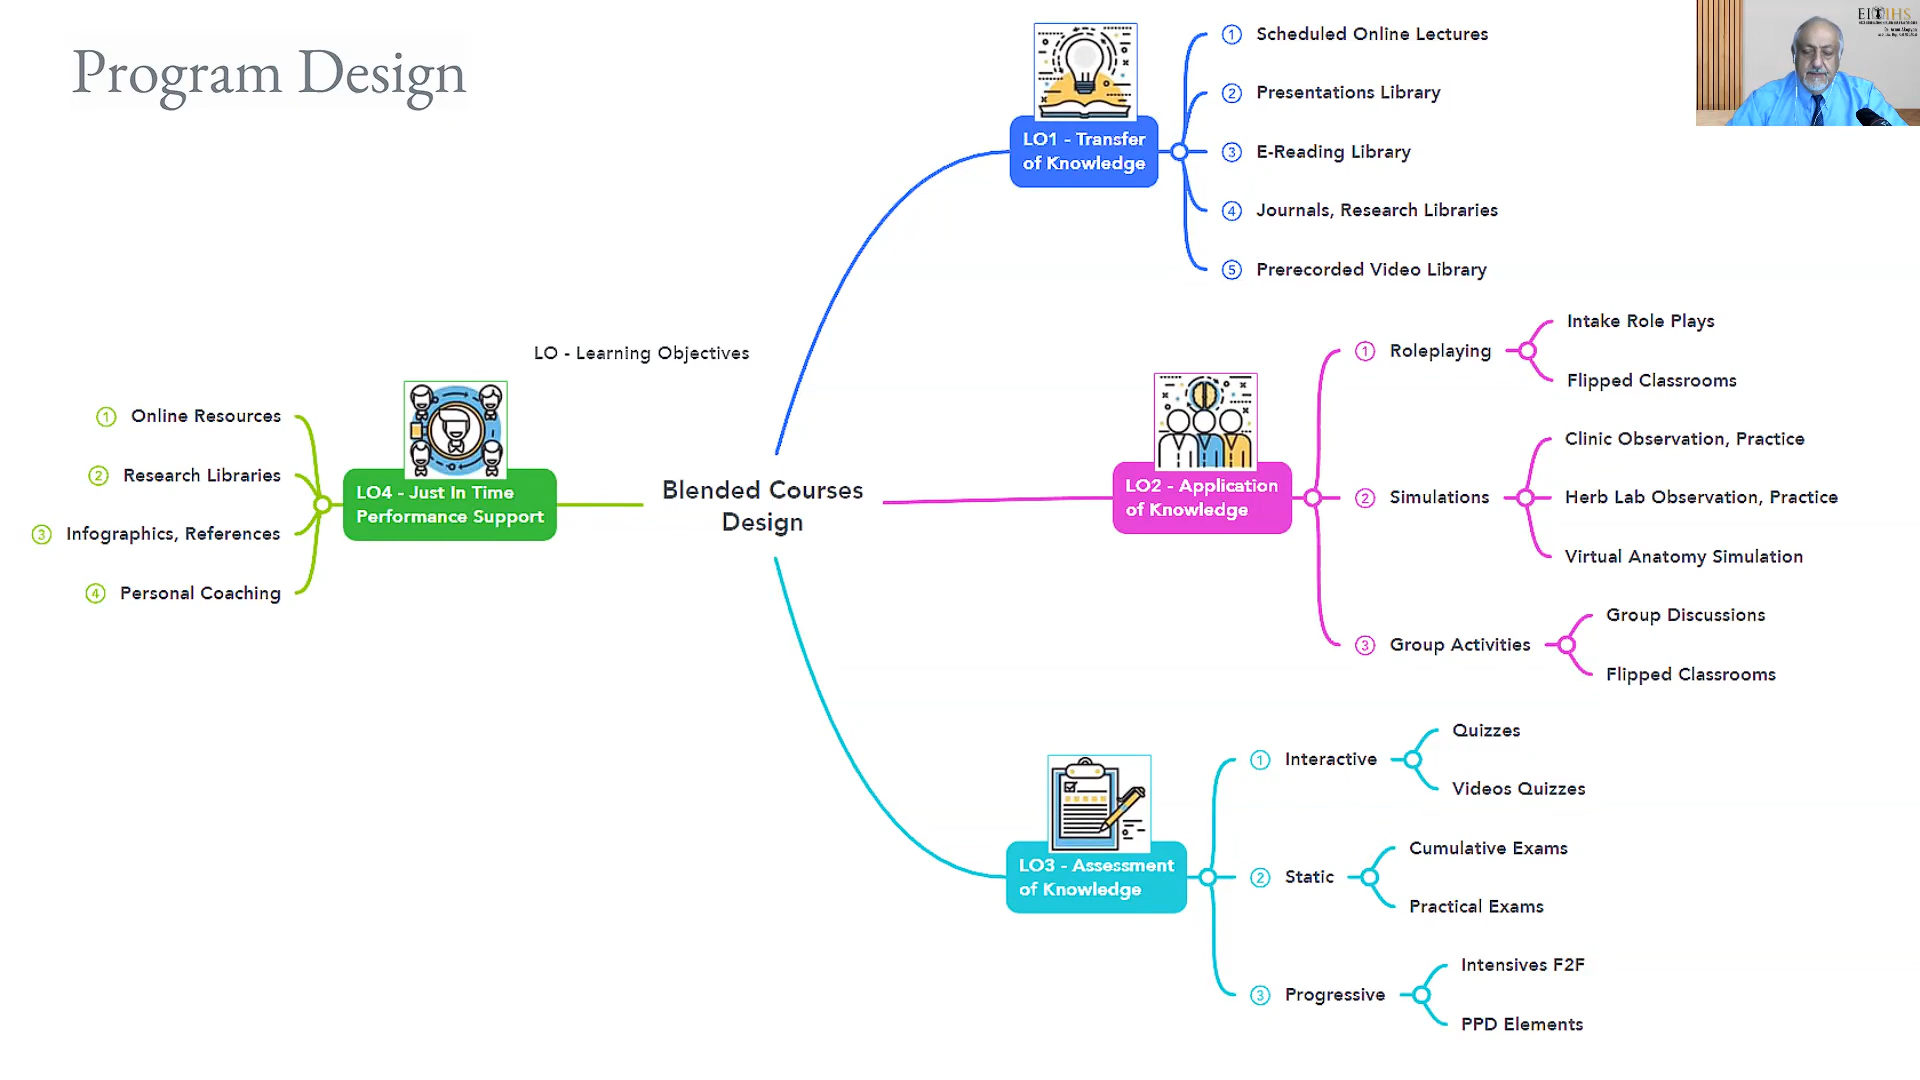 Program Design
LO1 - Transfer
of Knowledge
1 Scheduled Online Lectures
2 Presentations Library
3 E-Reading Library
4 Journals, Research Libraries
5 Prerecorded Video Library
LO - Learning Objectives
Blended Courses
Design
LO2 - Application
of Knowledge
1 Roleplaying
Intake Role Plays
Flipped Classrooms
2 Simulations
Clinic Observation, Practice
Herb Lab Observation, Practice
Virtual Anatomy Simulation
3 Group Activities
Group Discussions
Flipped Classrooms
LO3 - Assessment
of Knowledge
1 Interactive
Quizzes
Videos Quizzes
2 Static
Cumulative Exams
Practical Exams
3 Progressive
Intensives F2F
PPD Elements
LO4 - Just In Time
Performance Support
1 Online Resources
2 Research Libraries
3 Infographics, References
4 Personal Coaching